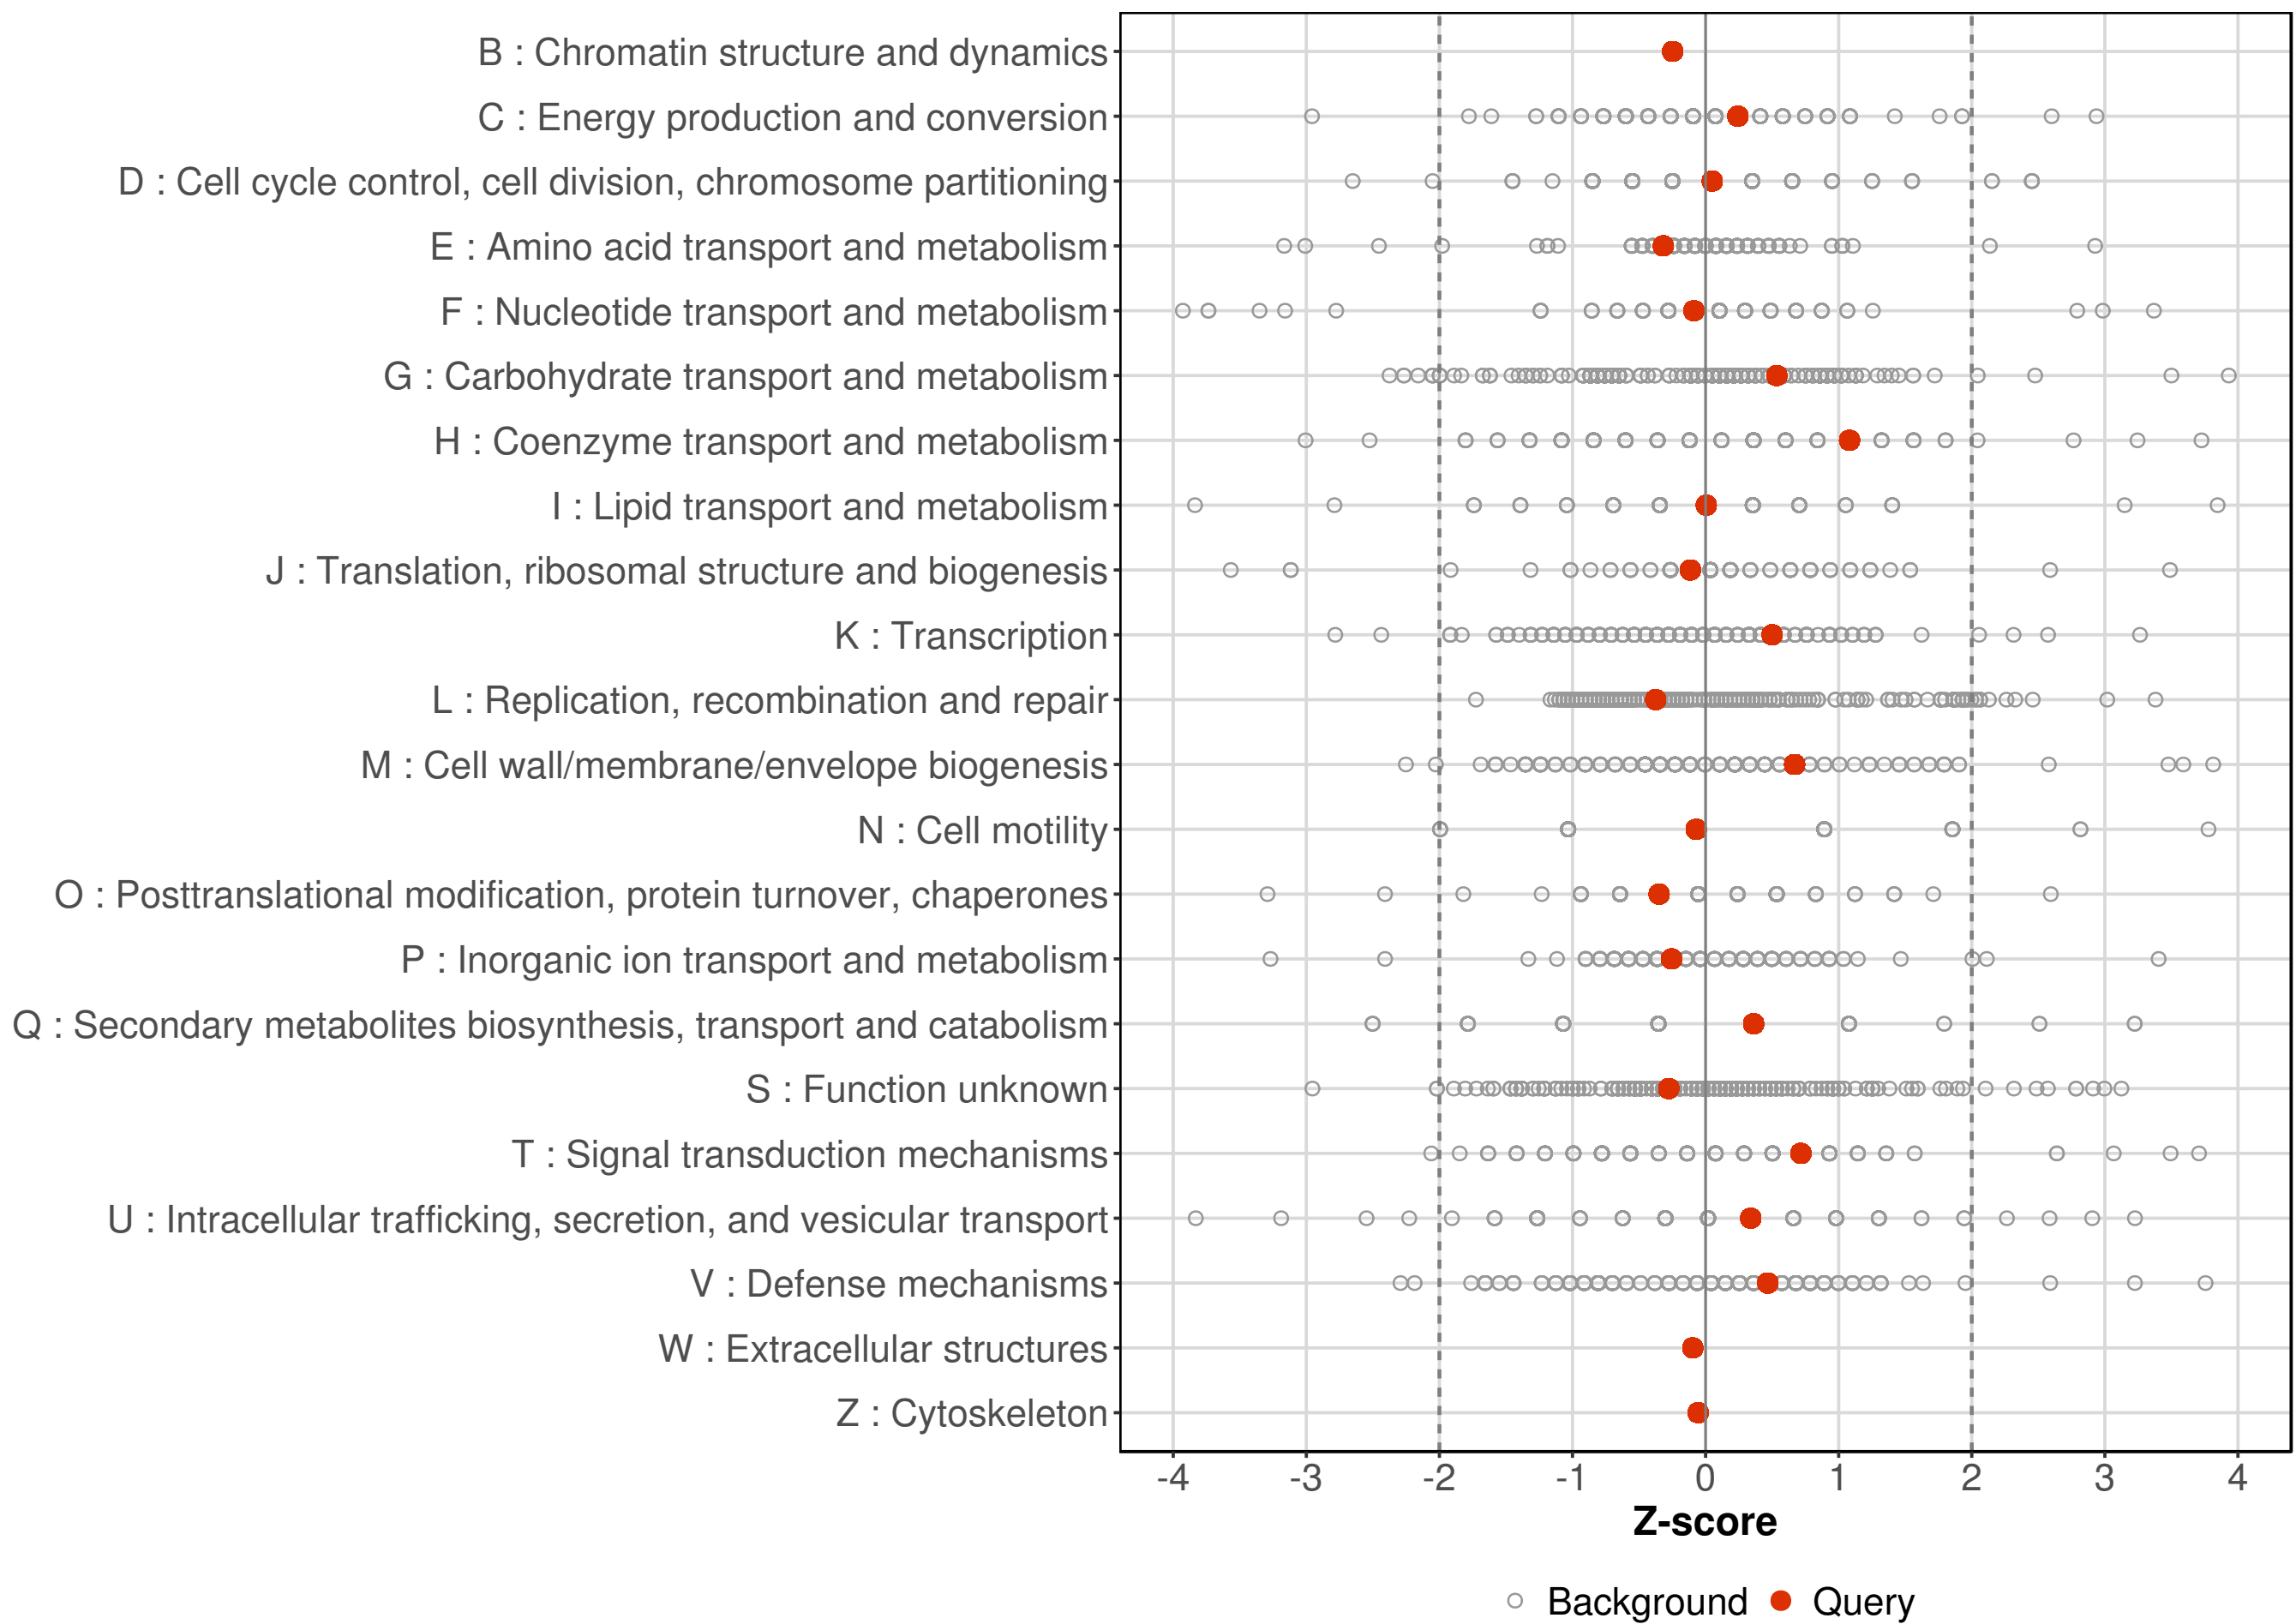 B : Chromatin structure and dynamics
C : Energy production and conversion
D : Cell cycle control, cell division, chromosome partitioning
E : Amino acid transport and metabolism
F : Nucleotide transport and metabolism
G : Carbohydrate transport and metabolism
H : Coenzyme transport and metabolism
I : Lipid transport and metabolism
J : Translation, ribosomal structure and biogenesis
K : Transcription
L : Replication, recombination and repair
M : Cell wall/membrane/envelope biogenesis
N : Cell motility
O : Posttranslational modification, protein turnover, chaperones
P : Inorganic ion transport and metabolism
Q : Secondary metabolites biosynthesis, transport and catabolism
S : Function unknown
T : Signal transduction mechanisms
U : Intracellular trafficking, secretion, and vesicular transport
V : Defense mechanisms
W : Extracellular structures
Z : Cytoskeleton
-4 -3 -2 -1 0 1 2 3 4
Z-score
Background Query